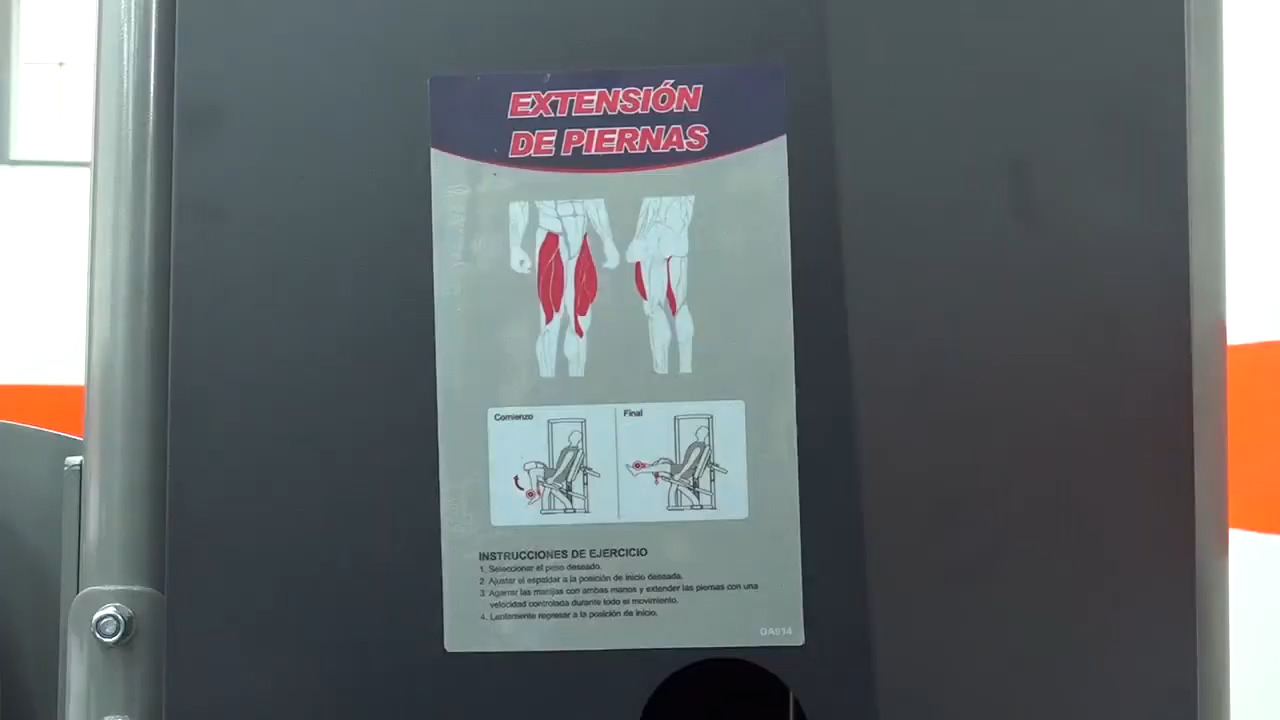 EXTENSIÓN
DE PIERNAS
Comienzo
Final
INSTRUCCIONES DE EJERCICIO
1. Seleccionar el peso deseado.
2 Ajustar el espaldar a la posición de inicio deseada.
3 Agarrar las manijas con ambas manos y extender las piernas con una
velocidad controlada durante todo el movimiento.
4. Lentamente regresar a la posición de inicio.
DA914